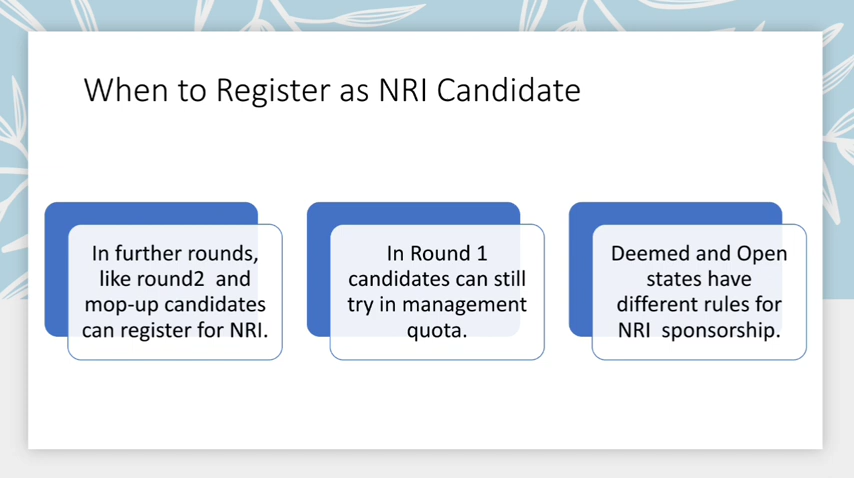 When to Register as NRI Candidate
In further rounds,
like round2  and
mop-up candidates
can register for NRI.
In Round 1
candidates can still
try in management
quota.
Deemed and Open
states have
different rules for
NRI  sponsorship.